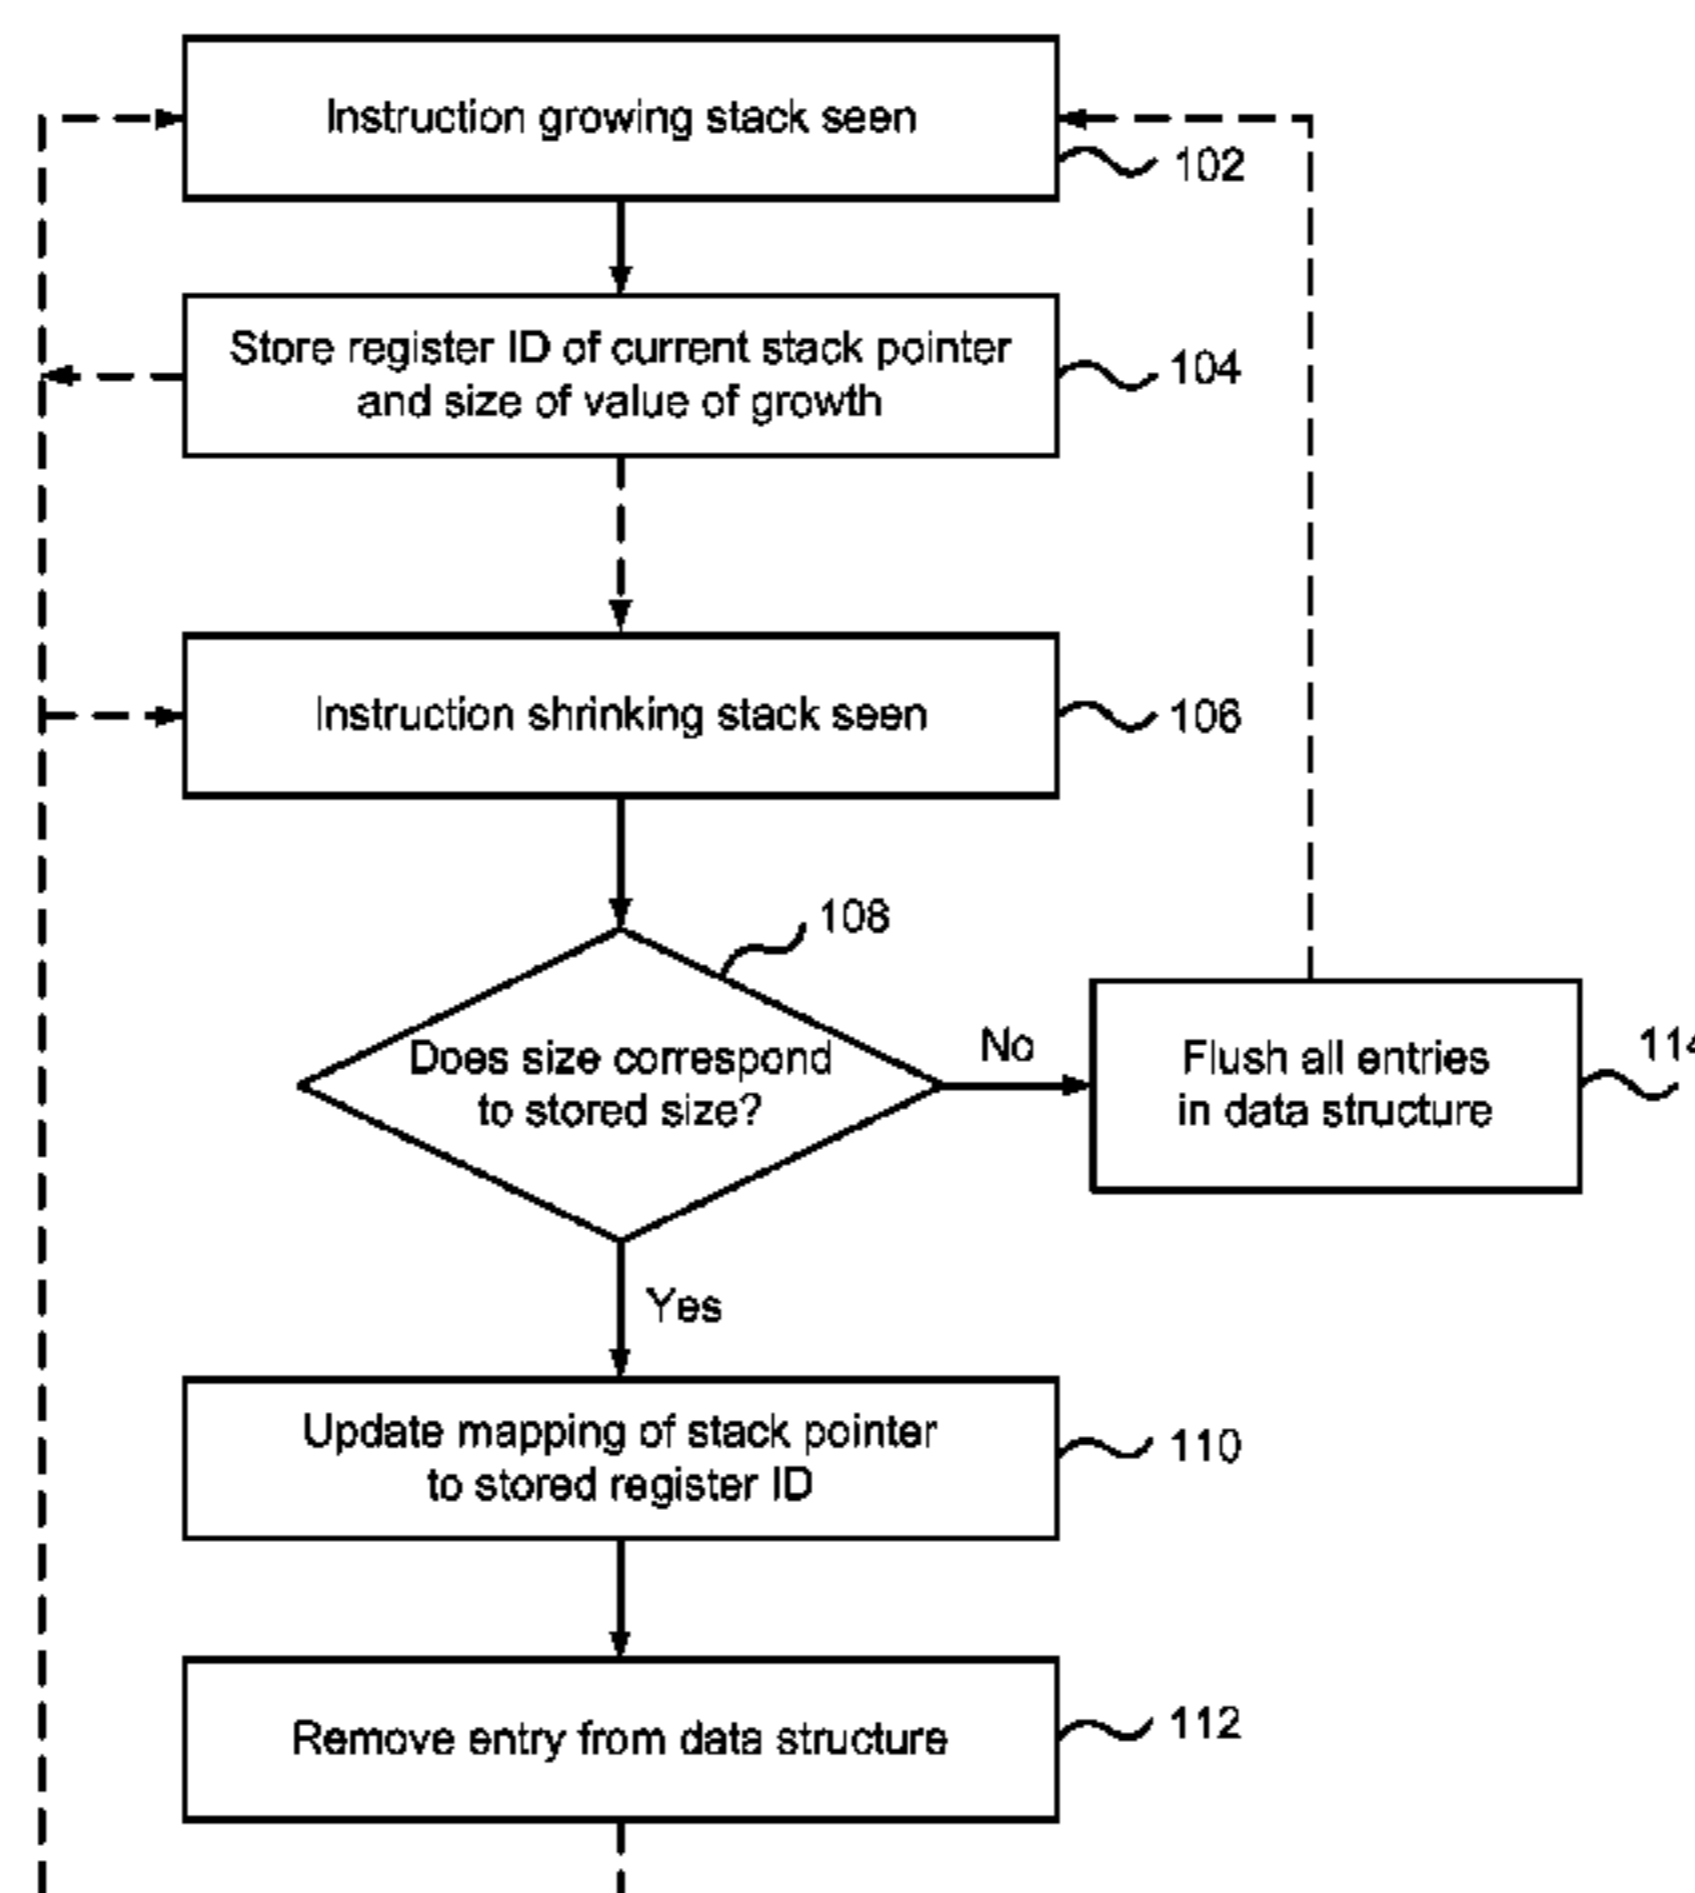 Instruction growing stack seen
102
Store register ID of current stack pointer
and size of value of growth
104
Instruction shrinking stack seen
106
108
Does size correspond
to stored size?
No
Flush all entries
in data structure
114
Yes
Update mapping of stack pointer
to stored register ID
110
Remove entry from data structure
112